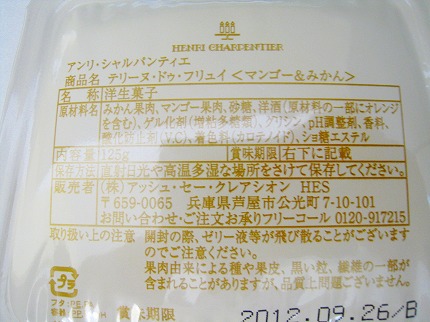 HENRI CHARPENTIER
アンリ・シャルパンティエ
商品名 テリーヌ・ドゥ・フリュイ<マンゴー&みかん>
名 称 洋生菓子
原材料名 みかん果肉、マンゴー果肉、砂糖、洋酒(原材料の一部にオレンジ
を含む)、ゲル化剤(増粘多糖類)、グリシン、pH調整剤、香料、
酸化防止剤(V.C)、着色料(カロテノイド)、ショ糖エステル
内容量 125g 賞味期限 右下に記載
保存方法 直射日光や高温多湿な場所をさけて保存してください。
販売者 (株)アッシュ・セー・クレアシオン HES
〒659-0065 兵庫県芦屋市公光町7-10-101
お問い合わせ・ご注文お承りフリーコール 0120-917215
取り扱い上の注意 開封の際、ゼリー液等が飛び散ることがございます
のでご注意ください。
果肉由来による種や果皮、黒い粒、繊維の一部が
含まれることがありますが、品質上問題ございません。
プラ
フタ:PE,PA
容器:PP
賞味期限 2012.09.26/B